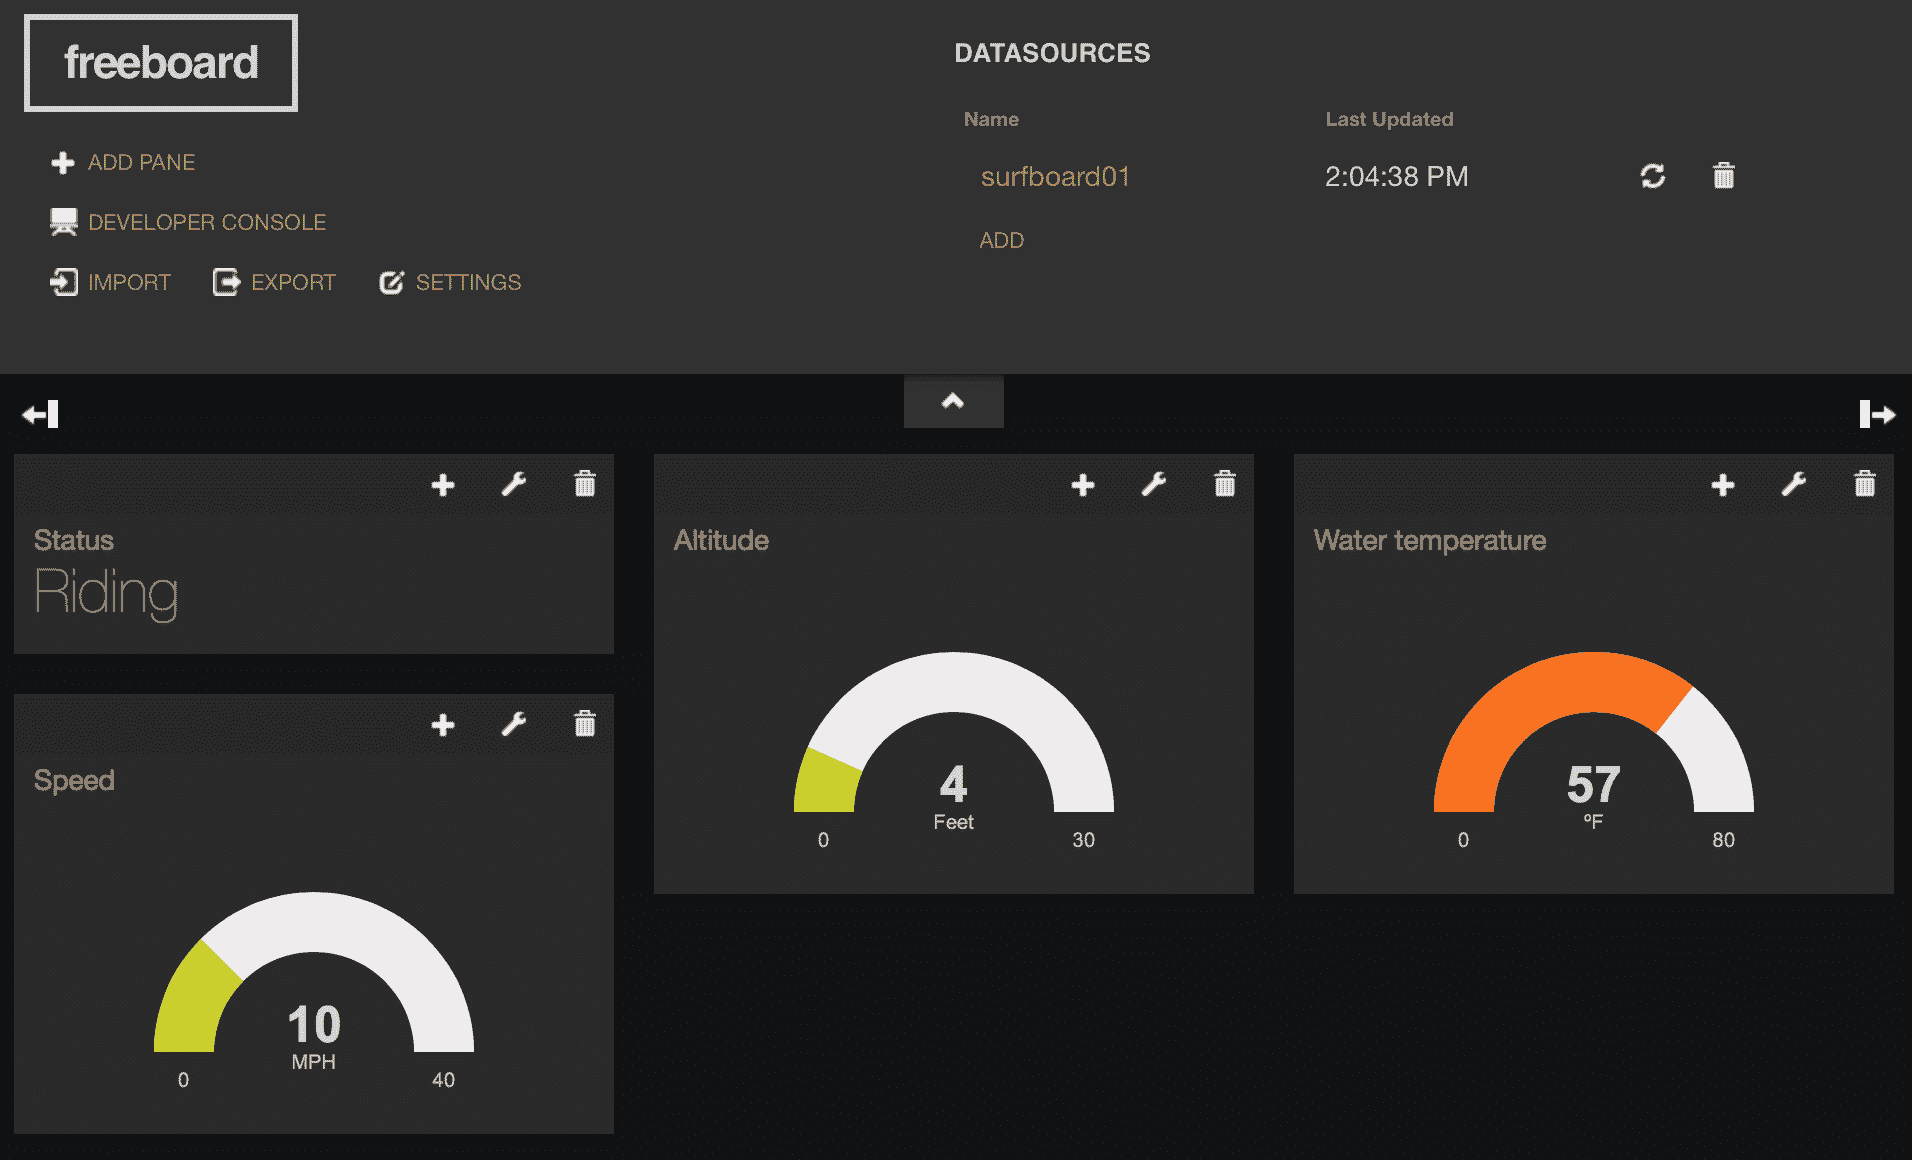 freeboard
ADD PANE
DEVELOPER CONSOLE
IMPORT EXPORT SETTINGS
DATASOURCES
Name Last Updated
surfboard01 2:04:38 PM
ADD
Status
Riding
Speed
10
MPH
0 40
Altitude
4
Feet
0 30
Water temperature
57
ºF
0 80